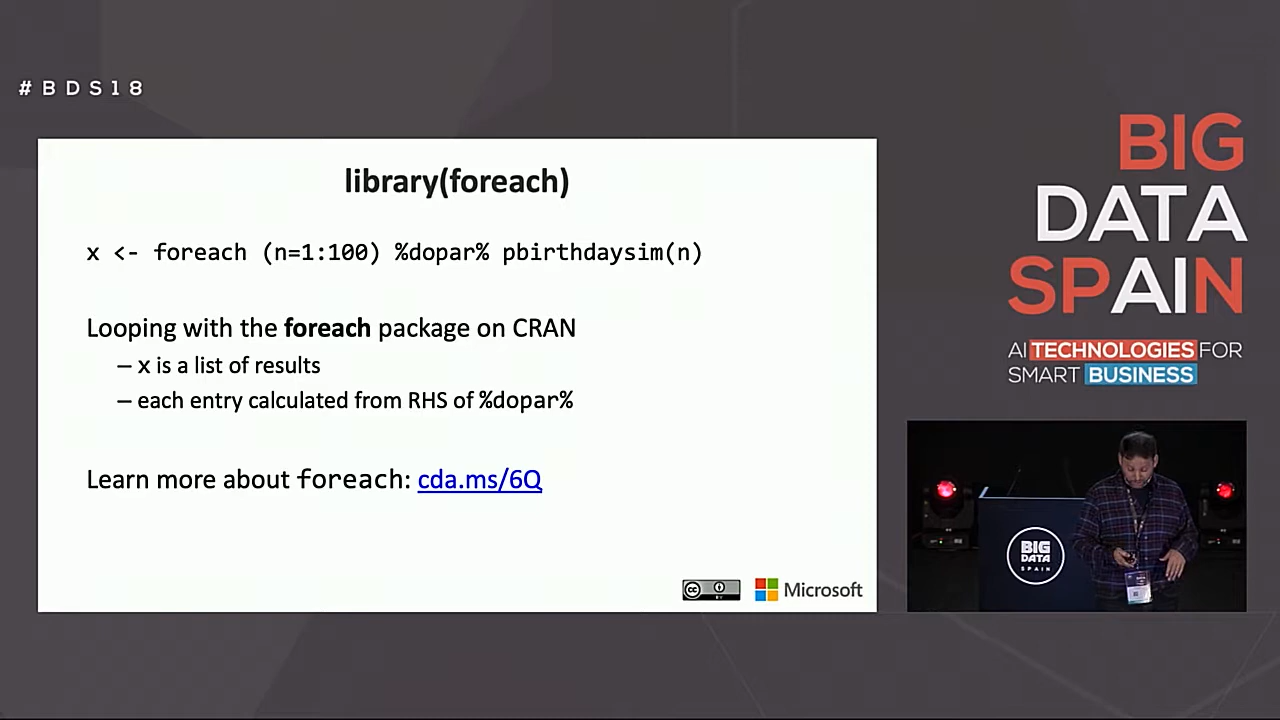 #BDS18
library(foreach)
x <- foreach (n=1:100) %dopar% pbirthdaysim(n)
Looping with the foreach package on CRAN
– x is a list of results
– each entry calculated from RHS of %dopar%
Learn more about foreach: cda.ms/6Q
cc
BY
Microsoft
BIG
DATA
SPAIN
AI TECHNOLOGIES FOR
SMART BUSINESS
BIG
DATA
SPAIN